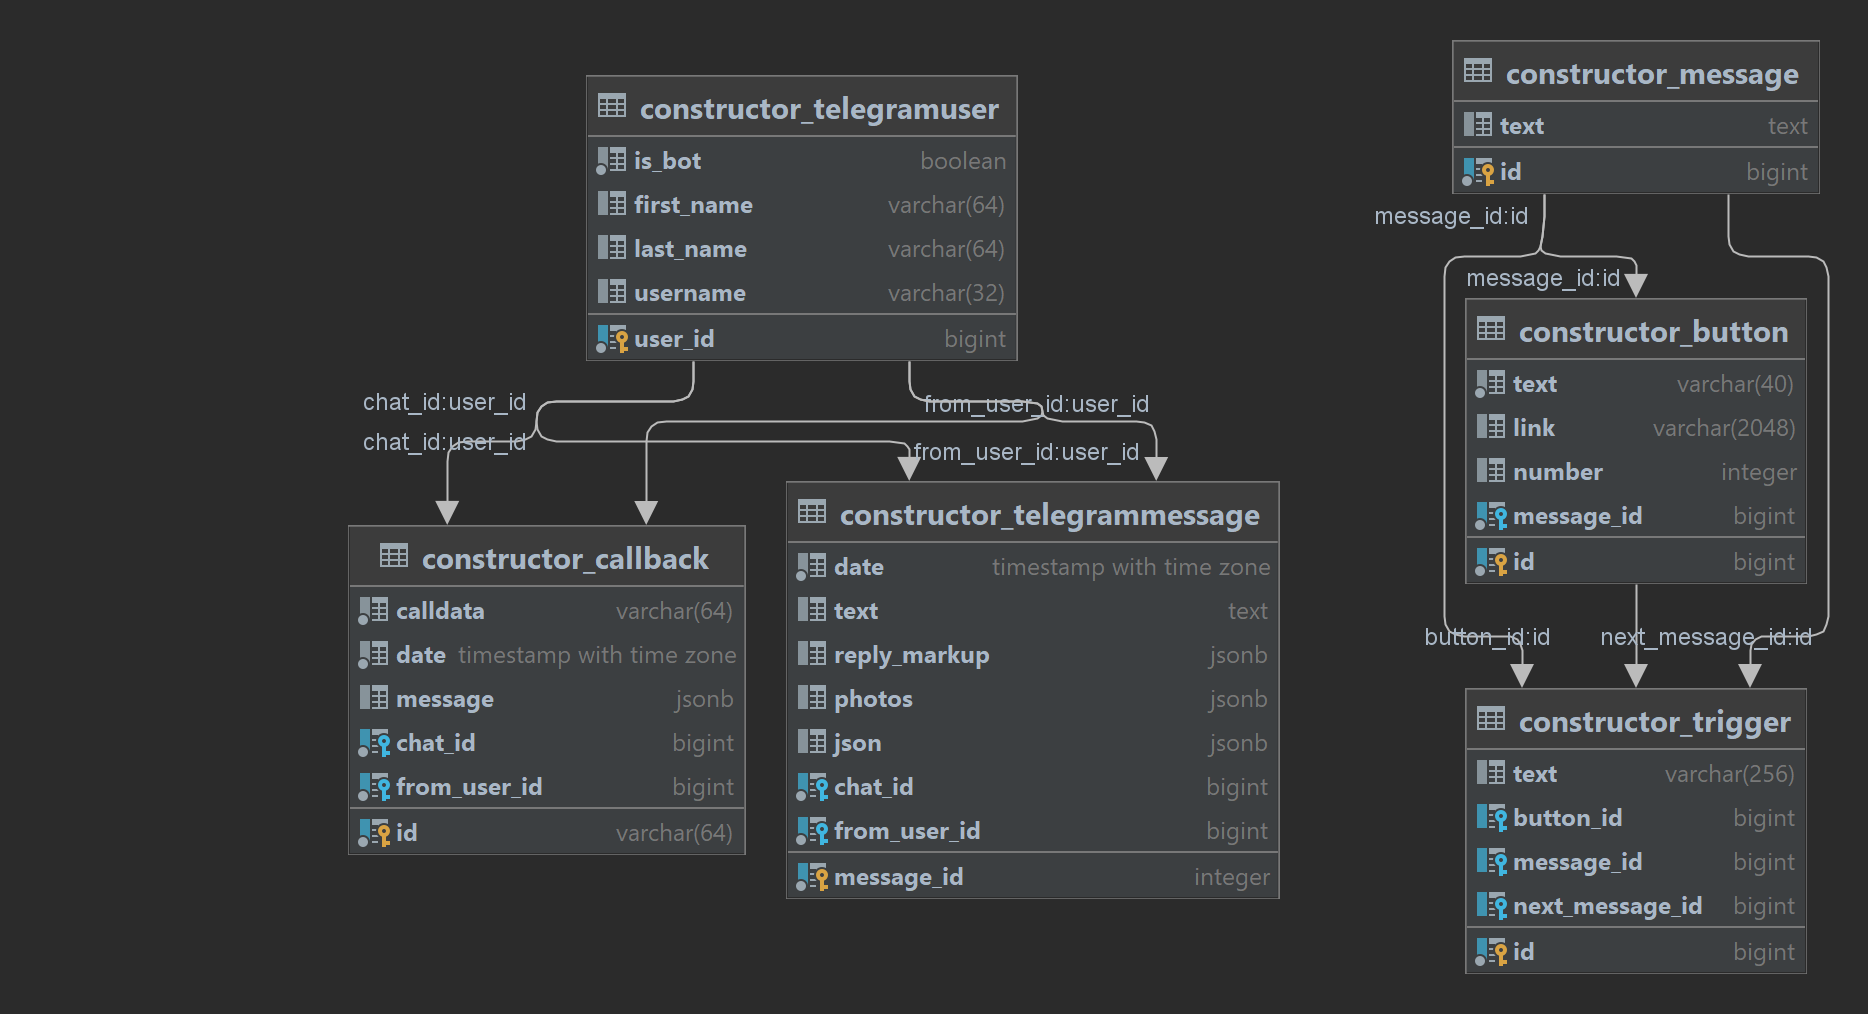 constructor_telegramuser
is_bot boolean
first_name varchar(64)
last_name varchar(64)
username varchar(32)
user_id bigint
constructor_message
text text
id bigint
message_id:id
message_id:id
constructor_button
text varchar(40)
link varchar(2048)
number integer
message_id bigint
id bigint
chat_id:user_id
from_user_id:user_id
chat_id:user_id
from_user_id:user_id
constructor_callback
calldata varchar(64)
date timestamp with time zone
message jsonb
chat_id bigint
from_user_id bigint
id varchar(64)
constructor_telegrammessage
date timestamp with time zone
text text
reply_markup jsonb
photos jsonb
json jsonb
chat_id bigint
from_user_id bigint
message_id integer
button_id:id
next_message_id:id
constructor_trigger
text varchar(256)
button_id bigint
message_id bigint
next_message_id bigint
id bigint